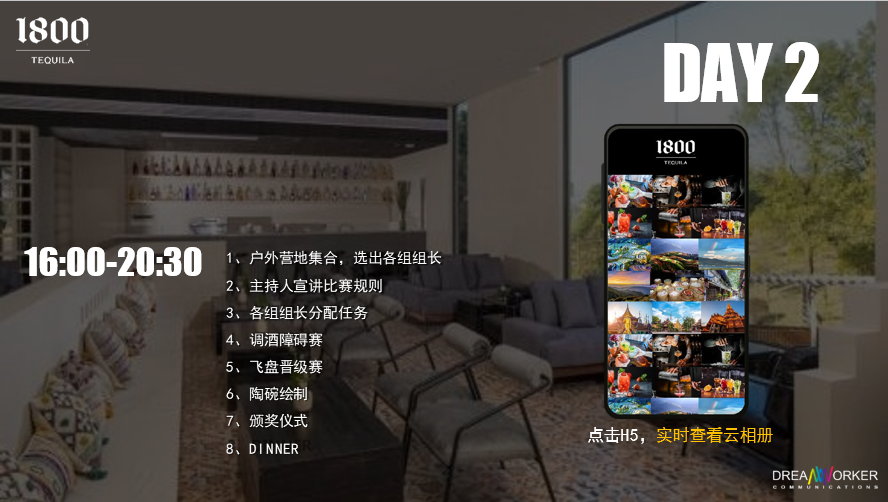 1800
TEQUILA
DAY 2
1800
TEQUILA
16:00-20:30
1、户外营地集合，选出各组组长
2、主持人宣讲比赛规则
3、各组组长分配任务
4、调酒障碍赛
5、飞盘晋级赛
6、陶碗绘制
7、颁奖仪式
8、DINNER
点击H5，实时查看云相册
DREAMWORKER
COMMUNICATIONS